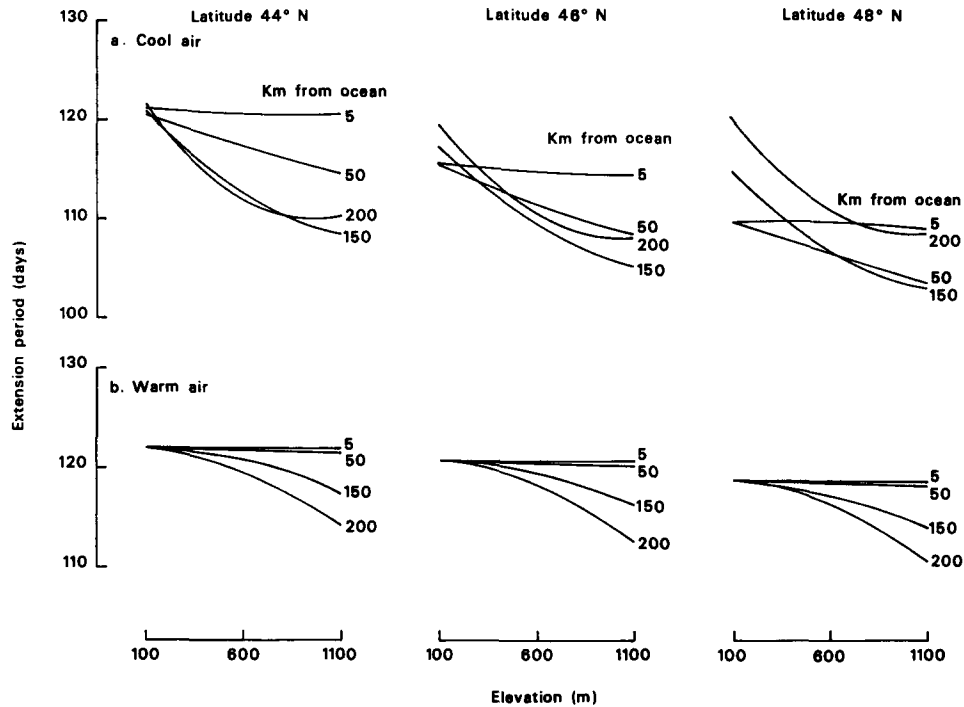 Latitude 44° N
Latitude 46° N
Latitude 48° N
130
120
110
100
a. Cool air
Km from ocean
5
50
200
150
Km from ocean
5
50
200
150
Km from ocean
5
200
50
150
Extension period (days)
130
120
110
b. Warm air
5
50
150
200
5
50
150
200
5
50
150
200
100 600 1100
100 600 1100
100 600 1100
Elevation (m)